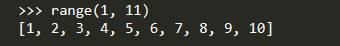 >>> range(1, 11)
[1, 2, 3, 4, 5, 6, 7, 8, 9, 10]